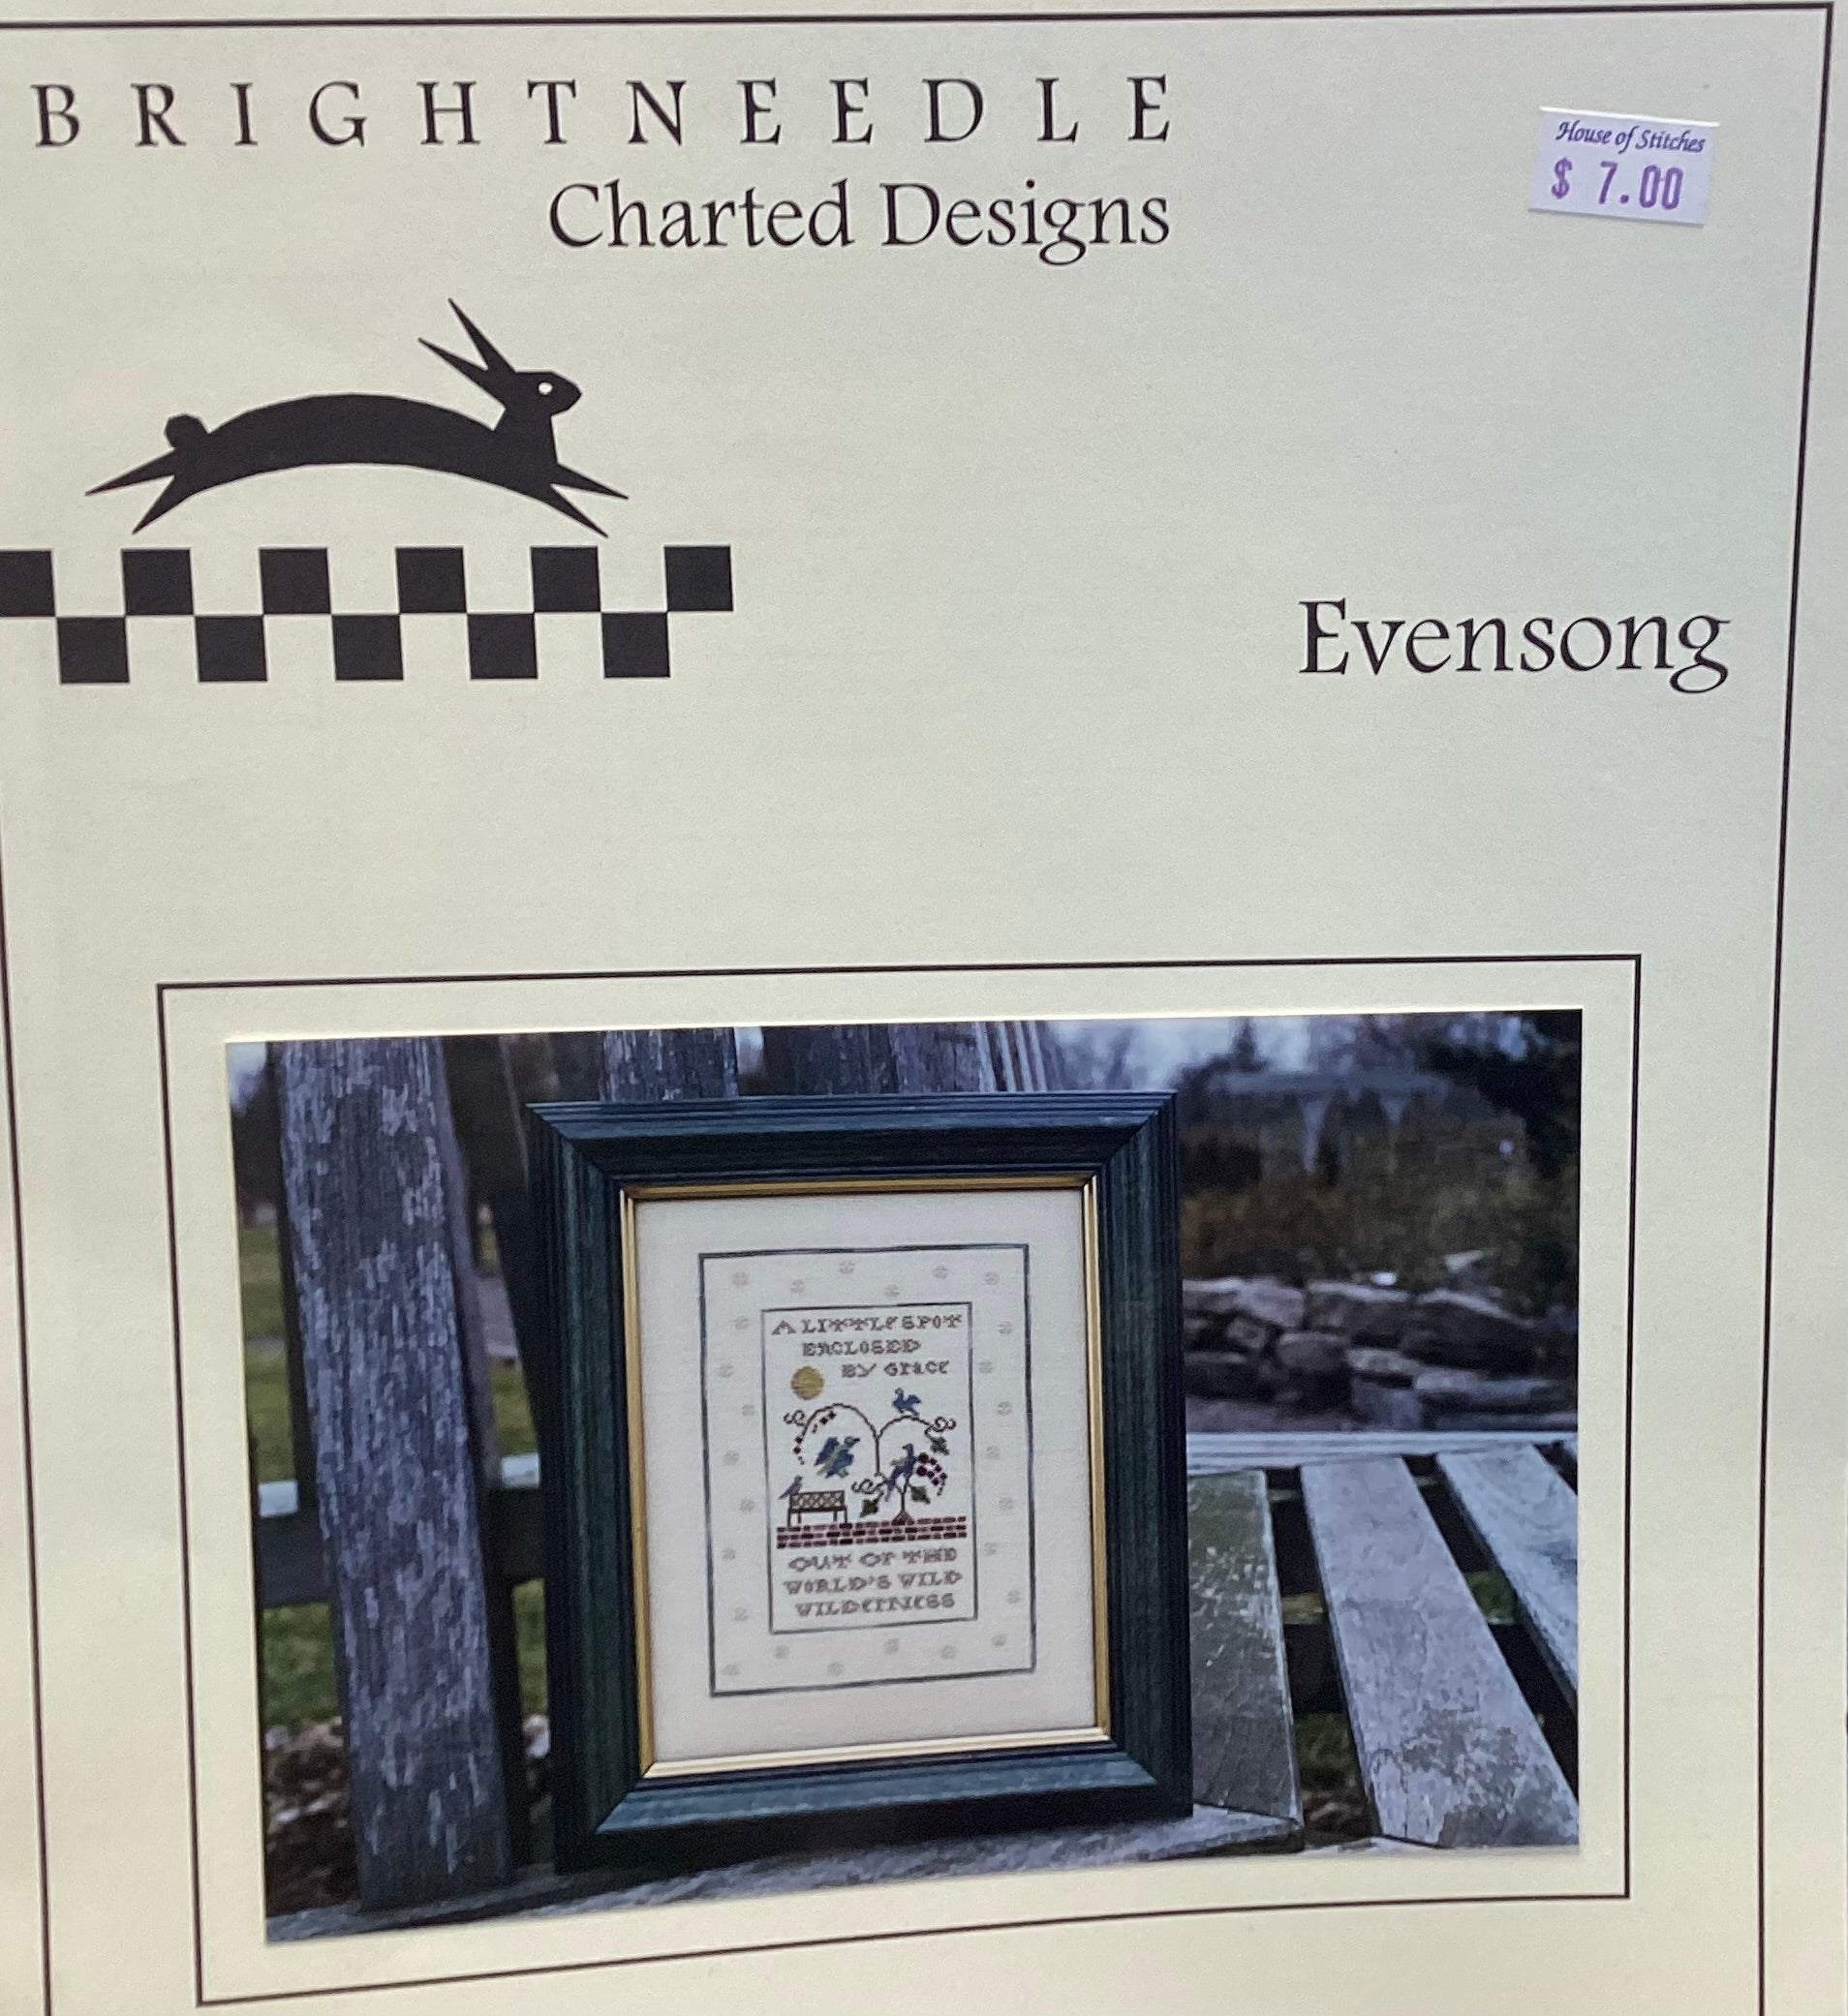 BRIGHTNEEDLE
Charted Designs
House of Stitches
$ 7.00
Evensong
A LITTLE SPOT
ENCLOSED
BY GRACE
OUT OF THE
WORLD'S WILD
WILDERNESS